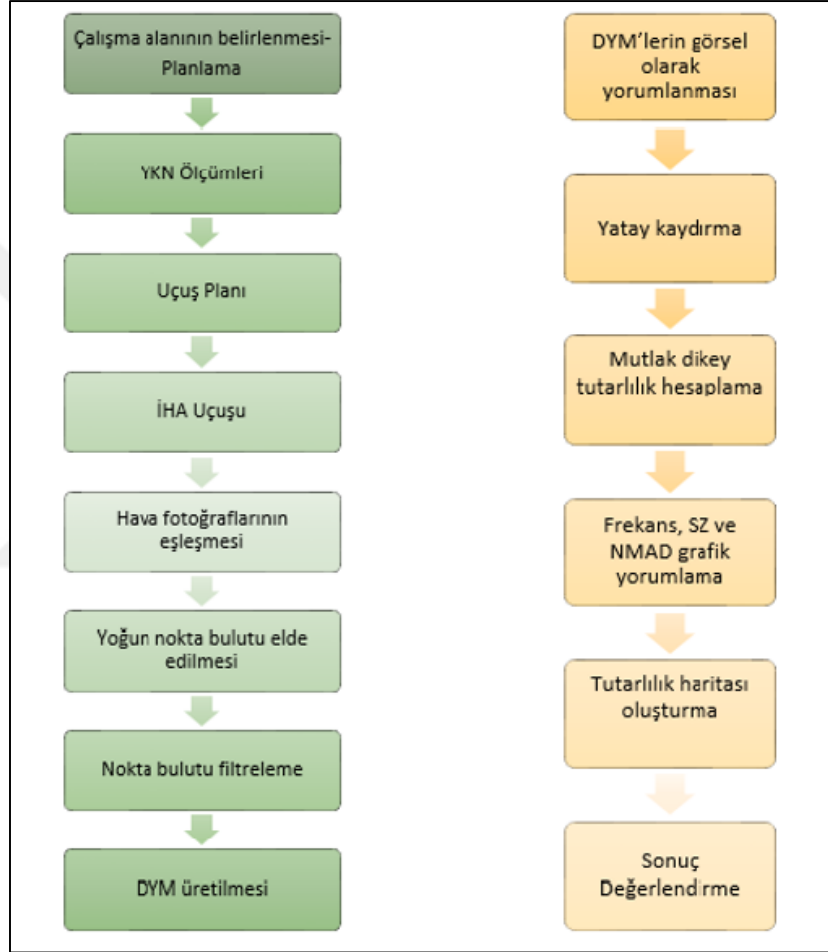 Çalışma alanının belirlenmesi-
Planlama
YKN Ölçümleri
Uçuş Planı
İHA Uçuşu
Hava fotoğraflarının
eşleşmesi
Yoğun nokta bulutu elde
edilmesi
Nokta bulutu filtreleme
DYM üretilmesi
DYM'lerin görsel
olarak
yorumlanması
Yatay kaydırma
Mutlak dikey
tutarlılık hesaplama
Frekans, SZ ve
NMAD grafik
yorumlama
Tutarlılık haritası
oluşturma
Sonuç
Değerlendirme